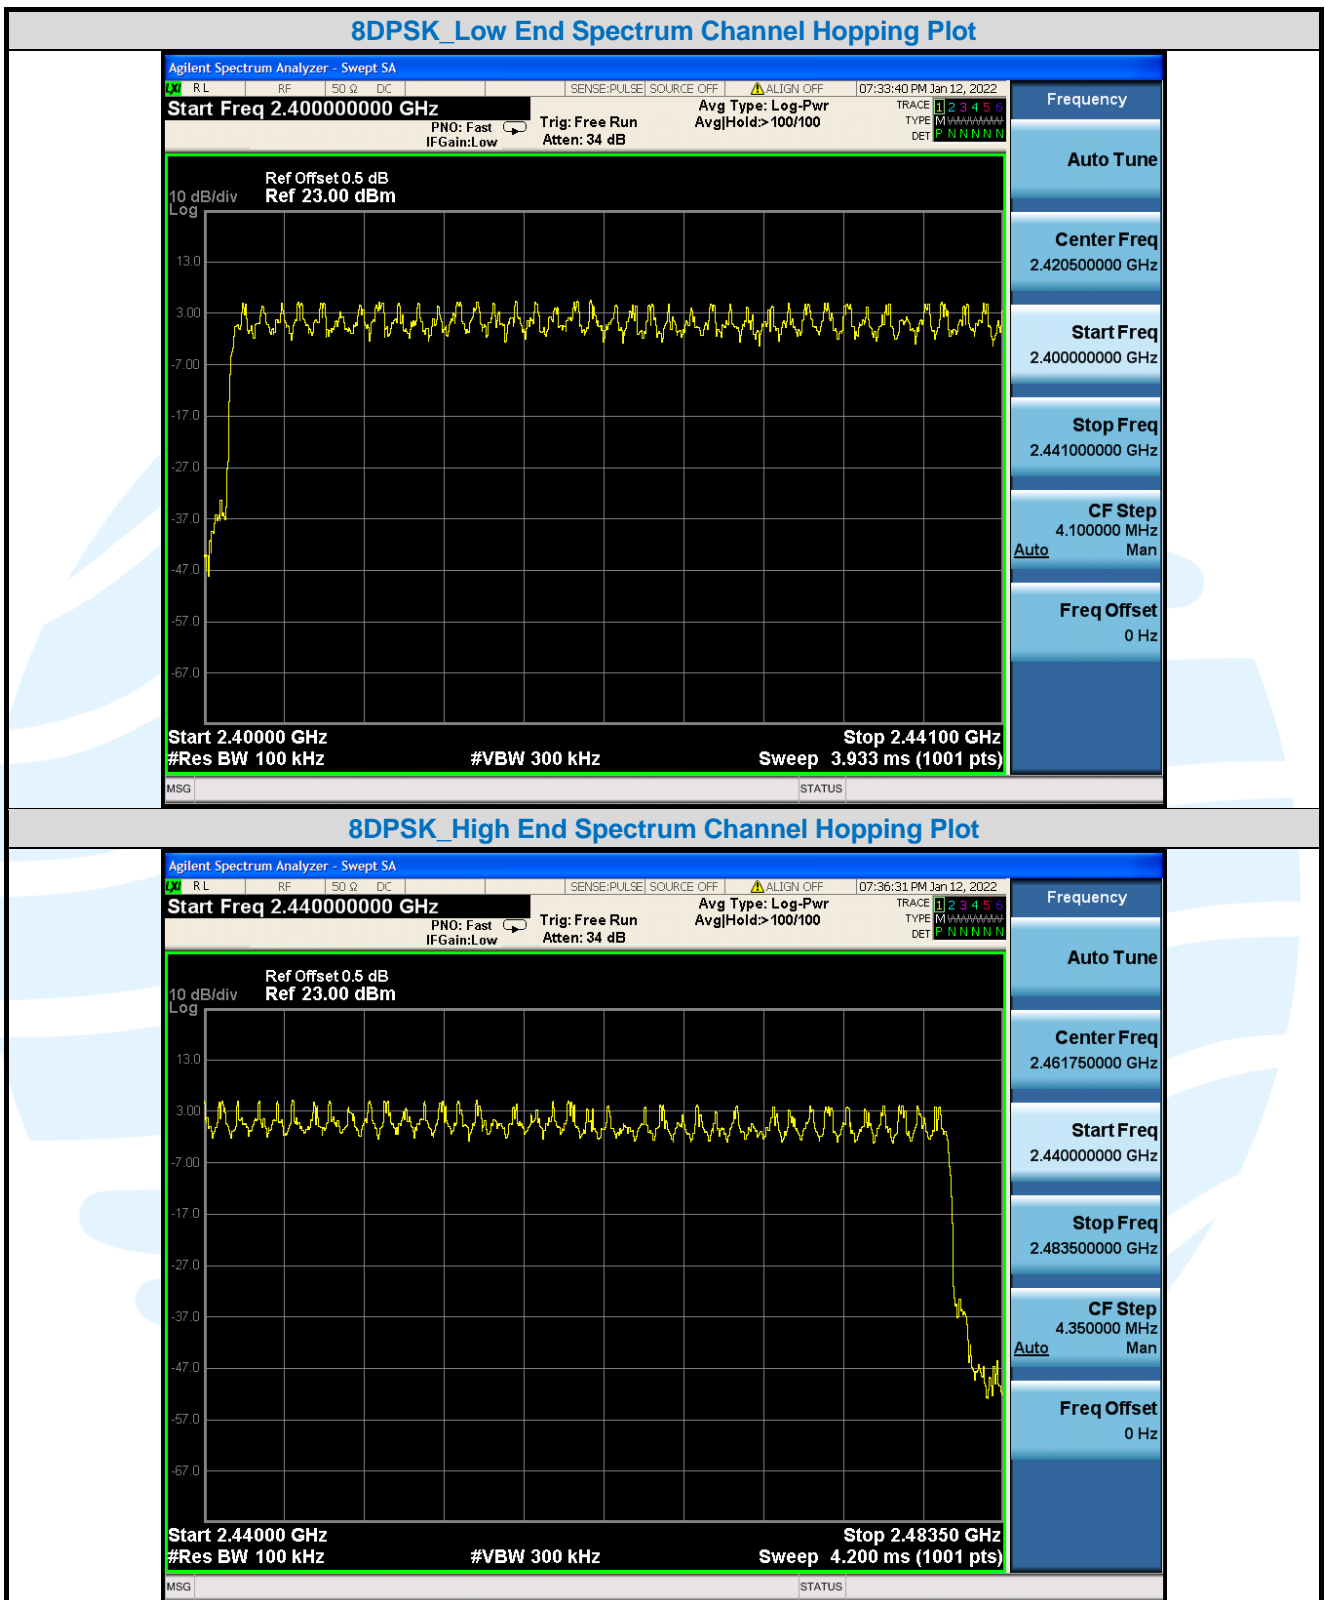 8DPSK_Low End Spectrum Channel Hopping Plot
Agilent Spectrum Analyzer - Swept SA
LXI RL RF 50 Ω DC SENSE:PULSE SOURCE OFF ALIGN OFF 07:33:40 PM Jan 12, 2022
Start Freq 2.400000000 GHz
PNO: Fast
IFGain:Low
Trig: Free Run
Atten: 34 dB
Avg Type: Log-Pwr
Avg|Hold:> 100/100
TRACE 1 2 3 4 5 6
TYPE M WWWWW
DET P N N N N N
Frequency
Auto Tune
Center Freq
2.420500000 GHz
Start Freq
2.400000000 GHz
Stop Freq
2.441000000 GHz
CF Step
4.100000 MHz
Auto Man
Freq Offset
0 Hz
Ref Offset 0.5 dB
10 dB/div Ref 23.00 dBm
Log
13.0
3.00
-7.00
-17.0
-27.0
-37.0
-47.0
-57.0
-67.0
Start 2.40000 GHz Stop 2.44100 GHz
#Res BW 100 kHz #VBW 300 kHz Sweep 3.933 ms (1001 pts)
MSG STATUS
8DPSK_High End Spectrum Channel Hopping Plot
Agilent Spectrum Analyzer - Swept SA
LXI RL RF 50 Ω DC SENSE:PULSE SOURCE OFF ALIGN OFF 07:36:31 PM Jan 12, 2022
Start Freq 2.440000000 GHz
PNO: Fast
IFGain:Low
Trig: Free Run
Atten: 34 dB
Avg Type: Log-Pwr
Avg|Hold:> 100/100
TRACE 1 2 3 4 5 6
TYPE M WWWWW
DET P N N N N N
Frequency
Auto Tune
Center Freq
2.461750000 GHz
Start Freq
2.440000000 GHz
Stop Freq
2.483500000 GHz
CF Step
4.350000 MHz
Auto Man
Freq Offset
0 Hz
Ref Offset 0.5 dB
10 dB/div Ref 23.00 dBm
Log
13.0
3.00
-7.00
-17.0
-27.0
-37.0
-47.0
-57.0
-67.0
Start 2.44000 GHz Stop 2.48350 GHz
#Res BW 100 kHz #VBW 300 kHz Sweep 4.200 ms (1001 pts)
MSG STATUS